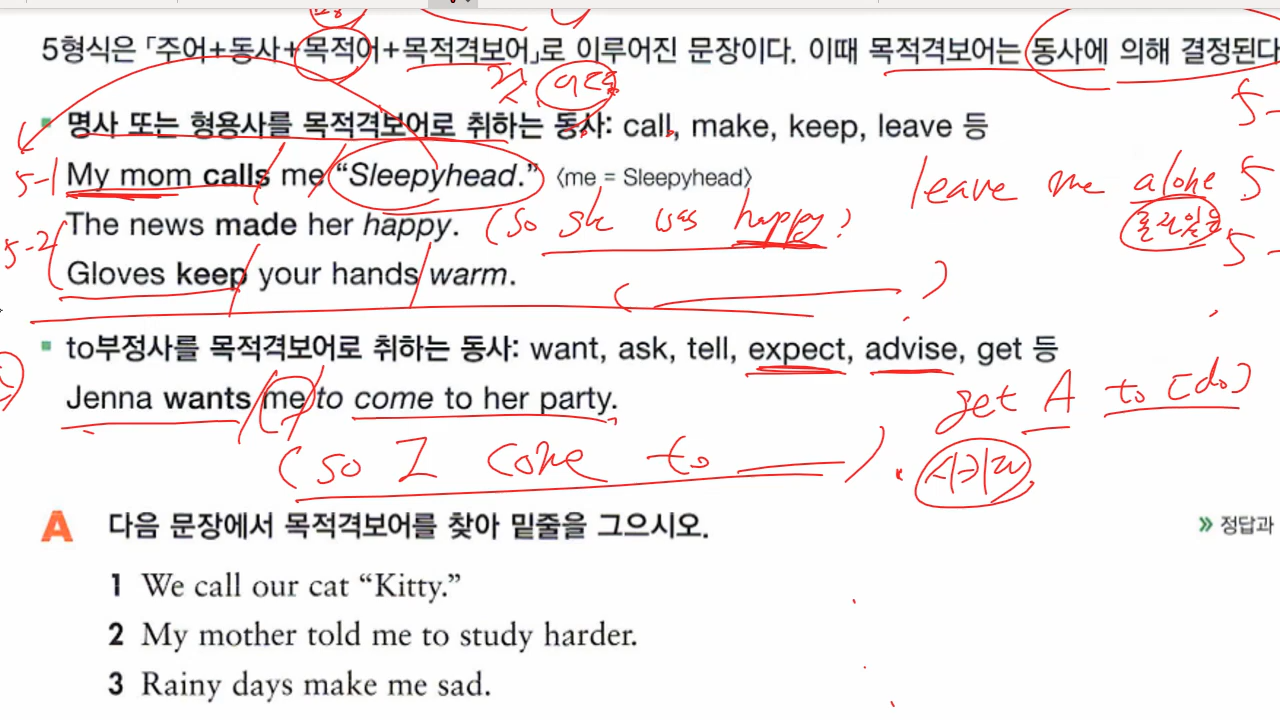 5형식은 「주어+동사+목적어+목적격보어」로 이루어진 문장이다. 이때 목적격보어는 동사에 의해 결정된다
명사 또는 형용사를 목적격보어로 취하는 동사: call, make, keep, leave 등
5-1 My mom calls me “Sleepyhead.” 〈me = Sleepyhead〉
leave me alone 5
The news made her happy. (so she was happy)
5-2
Gloves keep your hands warm.
to부정사를 목적격보어로 취하는 동사: want, ask, tell, expect, advise, get 등
Jenna wants me to come to her party.
get A to [do]
(so I come to
시키다
A 다음 문장에서 목적격보어를 찾아 밑줄을 그으시오.
» 정답과
1 We call our cat “Kitty.”
2 My mother told me to study harder.
3 Rainy days make me sad.